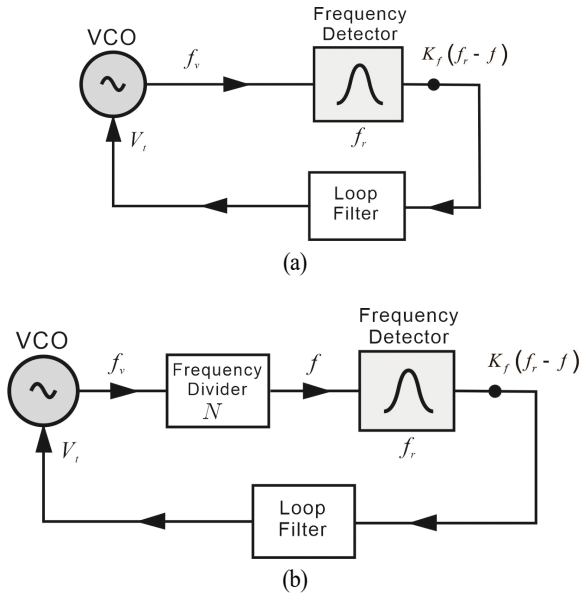 Frequency
Detector
VCO
f_v
K_f (f_r - f)
V_t
f_r
Loop
Filter
(a)
Frequency
Detector
VCO
f_v
Frequency
Divider
N
f
K_f (f_r - f)
V_t
f_r
Loop
Filter
(b)